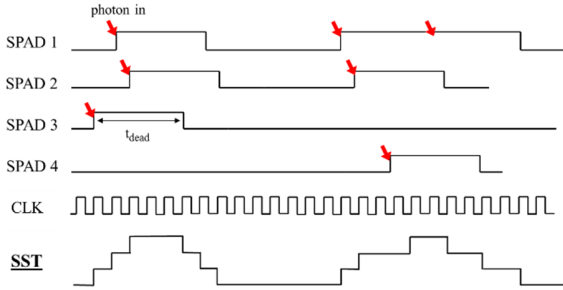 photon in
SPAD 1
SPAD 2
SPAD 3
tdead
SPAD 4
CLK
SST